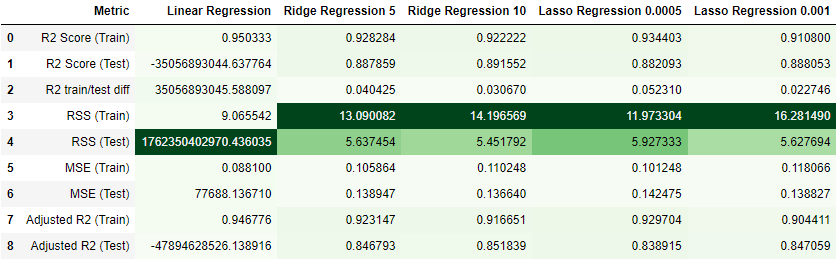 Metric Linear Regression Ridge Regression 5 Ridge Regression 10 Lasso Regression 0.0005 Lasso Regression 0.001
0 R2 Score (Train) 0.950333 0.928284 0.922222 0.934403 0.910800
1 R2 Score (Test) -35056893044.637764 0.887859 0.891552 0.882093 0.888053
2 R2 train/test diff 35056893045.588097 0.040425 0.030670 0.052310 0.022746
3 RSS (Train) 9.065542 13.090082 14.196569 11.973304 16.281490
4 RSS (Test) 1762350402970.436035 5.637454 5.451792 5.927333 5.627694
5 MSE (Train) 0.088100 0.105864 0.110248 0.101248 0.118066
6 MSE (Test) 77688.136710 0.138947 0.136640 0.142475 0.138827
7 Adjusted R2 (Train) 0.946776 0.923147 0.916651 0.929704 0.904411
8 Adjusted R2 (Test) -47894628526.138916 0.846793 0.851839 0.838915 0.847059